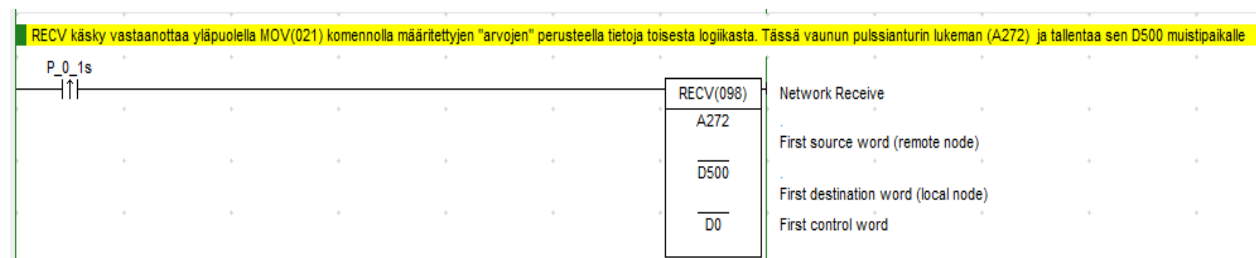 RECV käsky vastaanottaa yläpuolella MOV(021) komennolla määritettyjen "arvojen" perusteella tietoja toisesta logiikasta. Tässä vaunun pulssianturin lukeman (A272) ja tallentaa sen D500 muistipaikalle
P_0_1s
RECV(098) Network Receive
A272
First source word (remote node)
D500
First destination word (local node)
D0 First control word